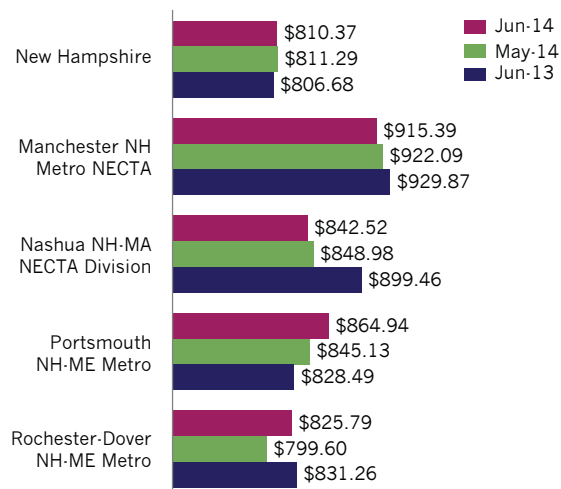 Jun-14
May-14
Jun-13
New Hampshire
$810.37
$811.29
$806.68
Manchester NH
Metro NECTA
$915.39
$922.09
$929.87
Nashua NH-MA
NECTA Division
$842.52
$848.98
$899.46
Portsmouth
NH-ME Metro
$864.94
$845.13
$828.49
Rochester-Dover
NH-ME Metro
$825.79
$799.60
$831.26